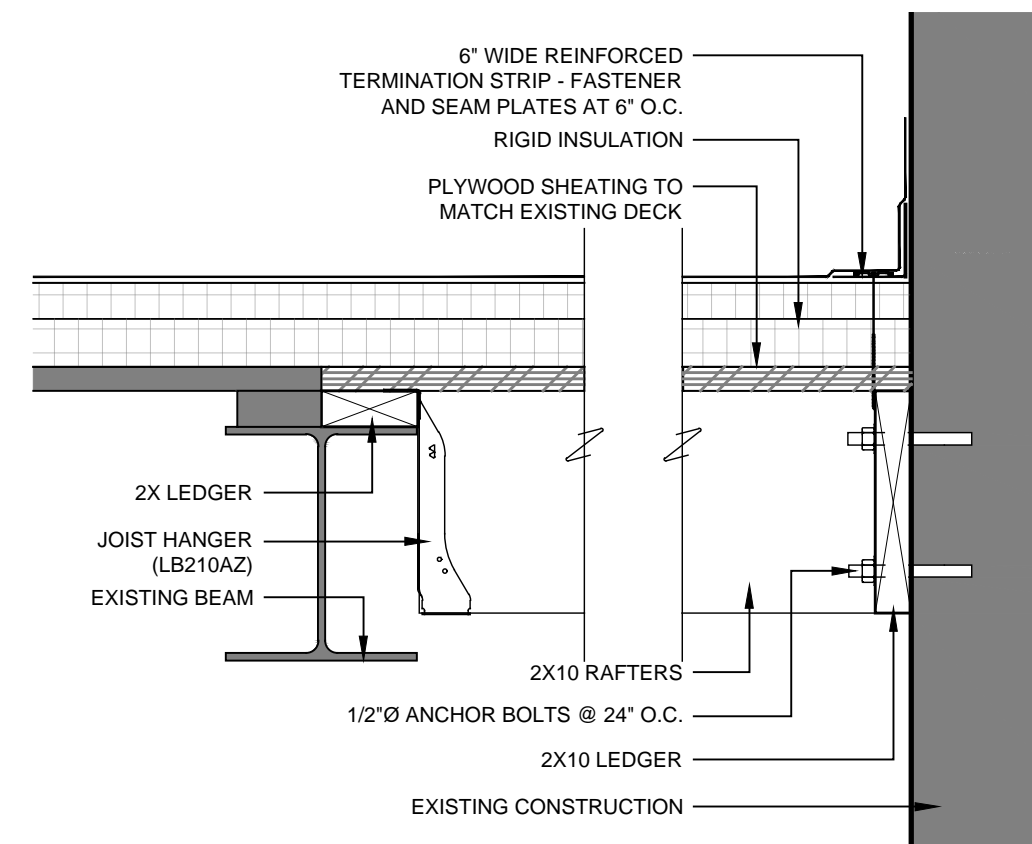 6" WIDE REINFORCED
TERMINATION STRIP - FASTENER
AND SEAM PLATES AT 6" O.C.
RIGID INSULATION
PLYWOOD SHEATING TO
MATCH EXISTING DECK
2X LEDGER
JOIST HANGER
(LB210AZ)
EXISTING BEAM
2X10 RAFTERS
1/2"Ø ANCHOR BOLTS @ 24" O.C.
2X10 LEDGER
EXISTING CONSTRUCTION